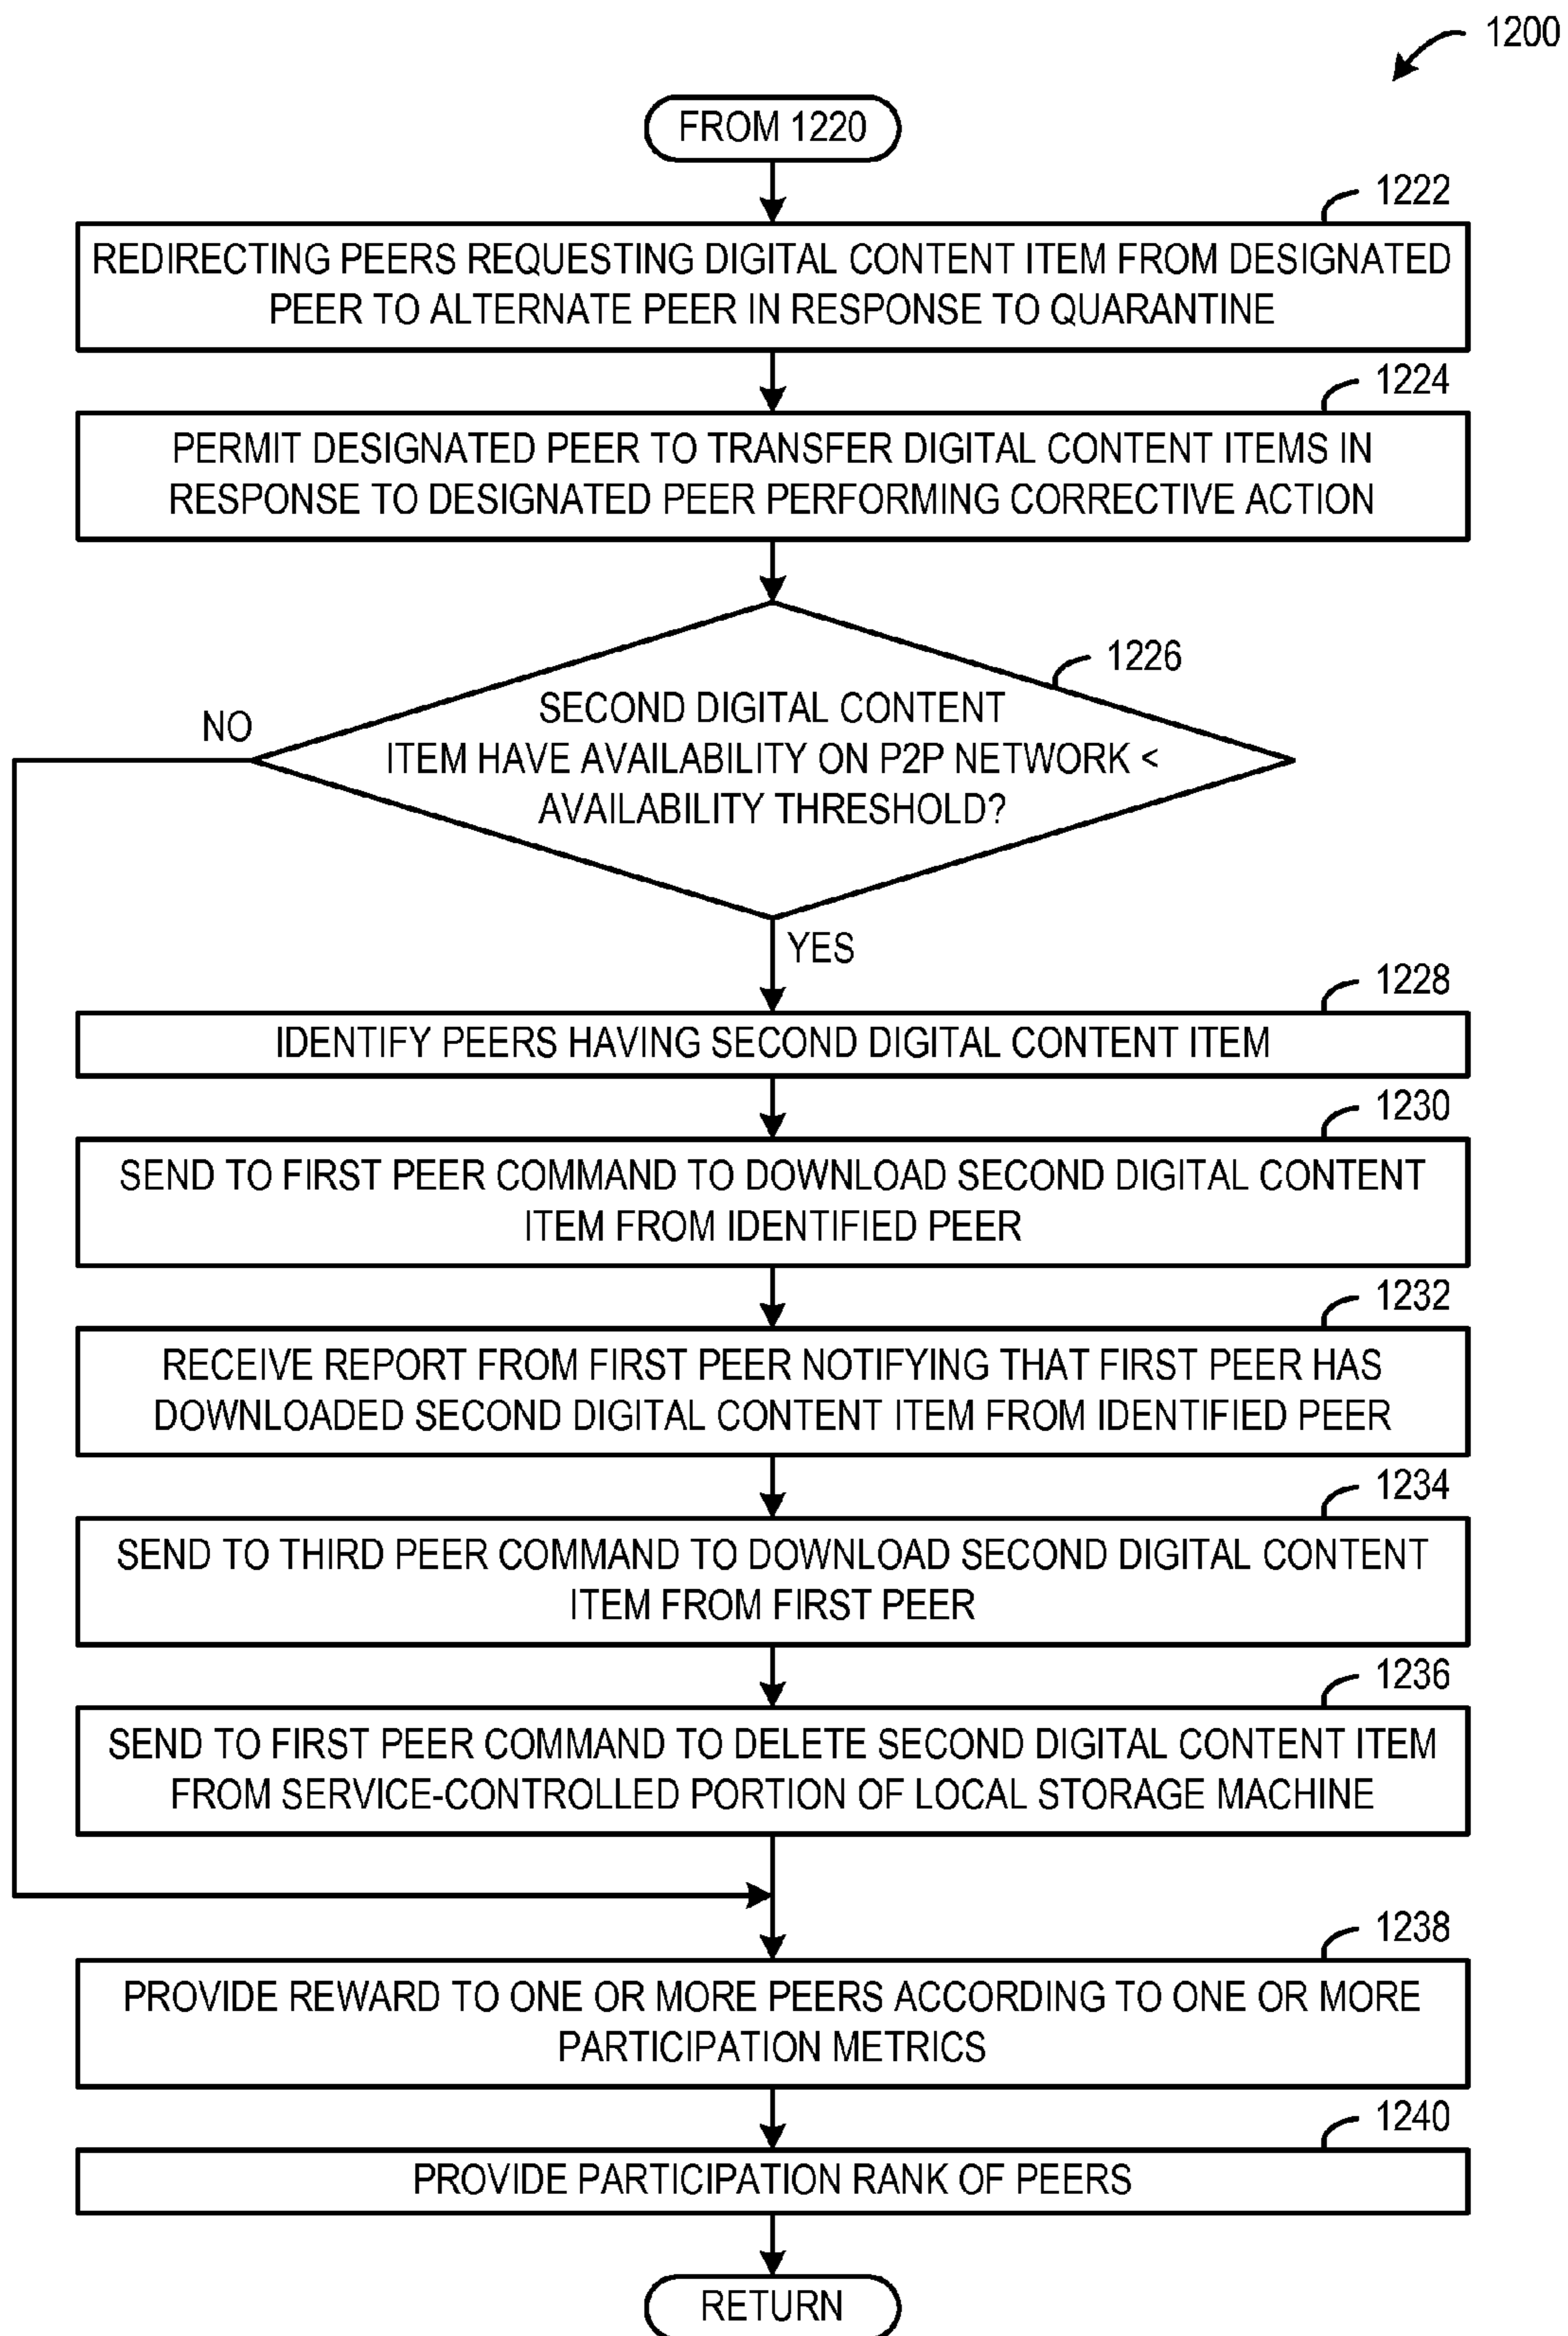 1200
FROM 1220
1222
REDIRECTING PEERS REQUESTING DIGITAL CONTENT ITEM FROM DESIGNATED
PEER TO ALTERNATE PEER IN RESPONSE TO QUARANTINE
1224
PERMIT DESIGNATED PEER TO TRANSFER DIGITAL CONTENT ITEMS IN
RESPONSE TO DESIGNATED PEER PERFORMING CORRECTIVE ACTION
1226
SECOND DIGITAL CONTENT
ITEM HAVE AVAILABILITY ON P2P NETWORK <
AVAILABILITY THRESHOLD?
NO
YES
1228
IDENTIFY PEERS HAVING SECOND DIGITAL CONTENT ITEM
1230
SEND TO FIRST PEER COMMAND TO DOWNLOAD SECOND DIGITAL CONTENT
ITEM FROM IDENTIFIED PEER
1232
RECEIVE REPORT FROM FIRST PEER NOTIFYING THAT FIRST PEER HAS
DOWNLOADED SECOND DIGITAL CONTENT ITEM FROM IDENTIFIED PEER
1234
SEND TO THIRD PEER COMMAND TO DOWNLOAD SECOND DIGITAL CONTENT
ITEM FROM FIRST PEER
1236
SEND TO FIRST PEER COMMAND TO DELETE SECOND DIGITAL CONTENT ITEM
FROM SERVICE-CONTROLLED PORTION OF LOCAL STORAGE MACHINE
1238
PROVIDE REWARD TO ONE OR MORE PEERS ACCORDING TO ONE OR MORE
PARTICIPATION METRICS
1240
PROVIDE PARTICIPATION RANK OF PEERS
RETURN